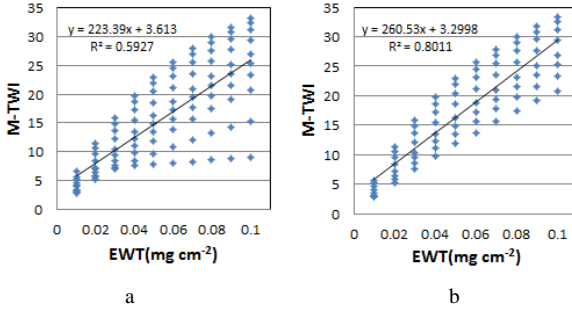 35
30
25
20
15
10
5
0
M-TWI
y = 223.39x + 3.613
R² = 0.5927
0 0.02 0.04 0.06 0.08 0.1
EWT(mg cm⁻²)
a
35
30
25
20
15
10
5
0
M-TWI
y = 260.53x + 3.2998
R² = 0.8011
0 0.02 0.04 0.06 0.08 0.1
EWT(mg cm⁻²)
b